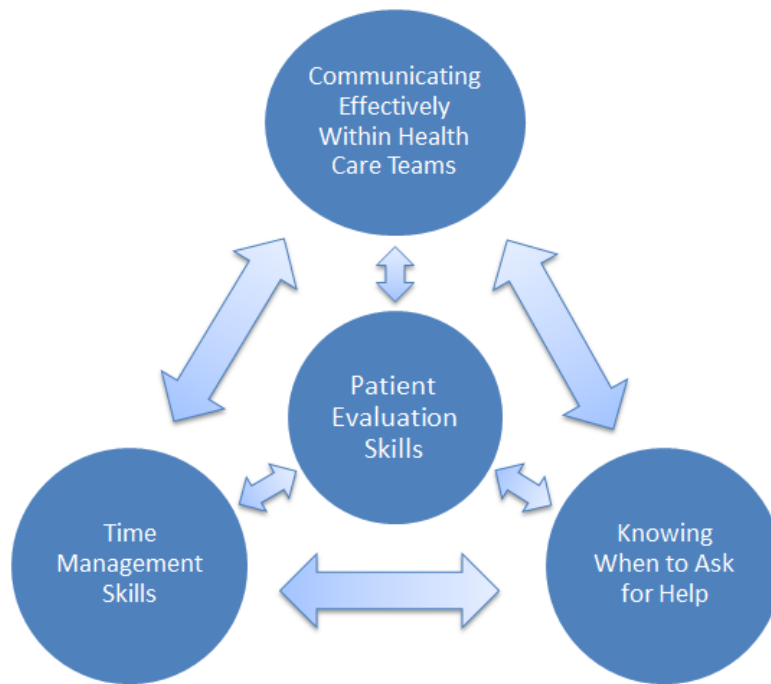 Communicating
Effectively
Within Health
Care Teams
Patient
Evaluation
Skills
Time
Management
Skills
Knowing
When to Ask
for Help